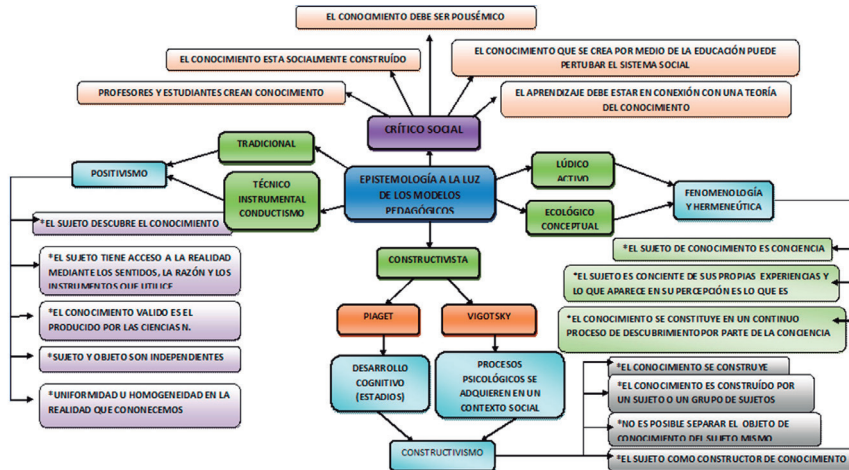 EL CONOCIMIENTO DEBE SER POLISÉMICO
EL CONOCIMIENTO ESTA SOCIALMENTE CONSTRUÍDO
EL CONOCIMIENTO QUE SE CREA POR MEDIO DE LA EDUCACIÓN PUEDE
PERTUBAR EL SISTEMA SOCIAL
PROFESORES Y ESTUDIANTES CREAN CONOCIMIENTO
EL APRENDIZAJE DEBE ESTAR EN CONEXIÓN CON UNA TEORÍA
DEL CONOCIMIENTO
CRÍTICO SOCIAL
TRADICIONAL
POSITIVISMO
TÉCNICO
INSTRUMENTAL
CONDUCTISMO
EPISTEMOLOGÍA A LA LUZ
DE LOS MODELOS
PEDAGÓGICOS
LÚDICO
ACTIVO
ECOLÓGICO
CONCEPTUAL
FENOMENOLOGÍA
Y HERMENEÚTICA
*EL SUJETO DESCUBRE EL CONOCIMIENTO
*EL SUJETO TIENE ACCESO A LA REALIDAD
MEDIANTE LOS SENTIDOS, LA RAZÓN Y LOS
INSTRUMENTOS QUE UTILICE
*EL CONOCIMIENTO VALIDO ES EL
PRODUCIDO POR LAS CIENCIAS N.
*SUJETO Y OBJETO SON INDEPENDIENTES
*UNIFORMIDAD U HOMOGENEIDAD EN LA
REALIDAD QUE CONONECEMOS
CONSTRUCTIVISTA
PIAGET
VIGOTSKY
DESARROLLO
COGNITIVO
(ESTADIOS)
PROCESOS
PSICOLÓGICOS SE
ADQUIEREN EN UN
CONTEXTO SOCIAL
CONSTRUCTIVISMO
*EL SUJETO DE CONOCIMIENTO ES CONCIENCIA
*EL SUJETO ES CONCIENTE DE SUS PROPIAS EXPERIENCIAS Y
LO QUE APARECE EN SU PERCEPCIÓN ES LO QUE ES
*EL CONOCIMIENTO SE CONSTITUYE EN UN CONTINUO
PROCESO DE DESCUBRIMIENTO POR PARTE DE LA CONCIENCIA
*EL CONOCIMIENTO SE CONSTRUYE
*EL CONOCIMIENTO ES CONSTRUÍDO POR
UN SUJETO O UN GRUPO DE SUJETOS
*NO ES POSIBLE SEPARAR EL OBJETO DE
CONOCIMIENTO DEL SUJETO MISMO
*EL SUJETO COMO CONSTRUCTOR DE CONOCIMIENTO